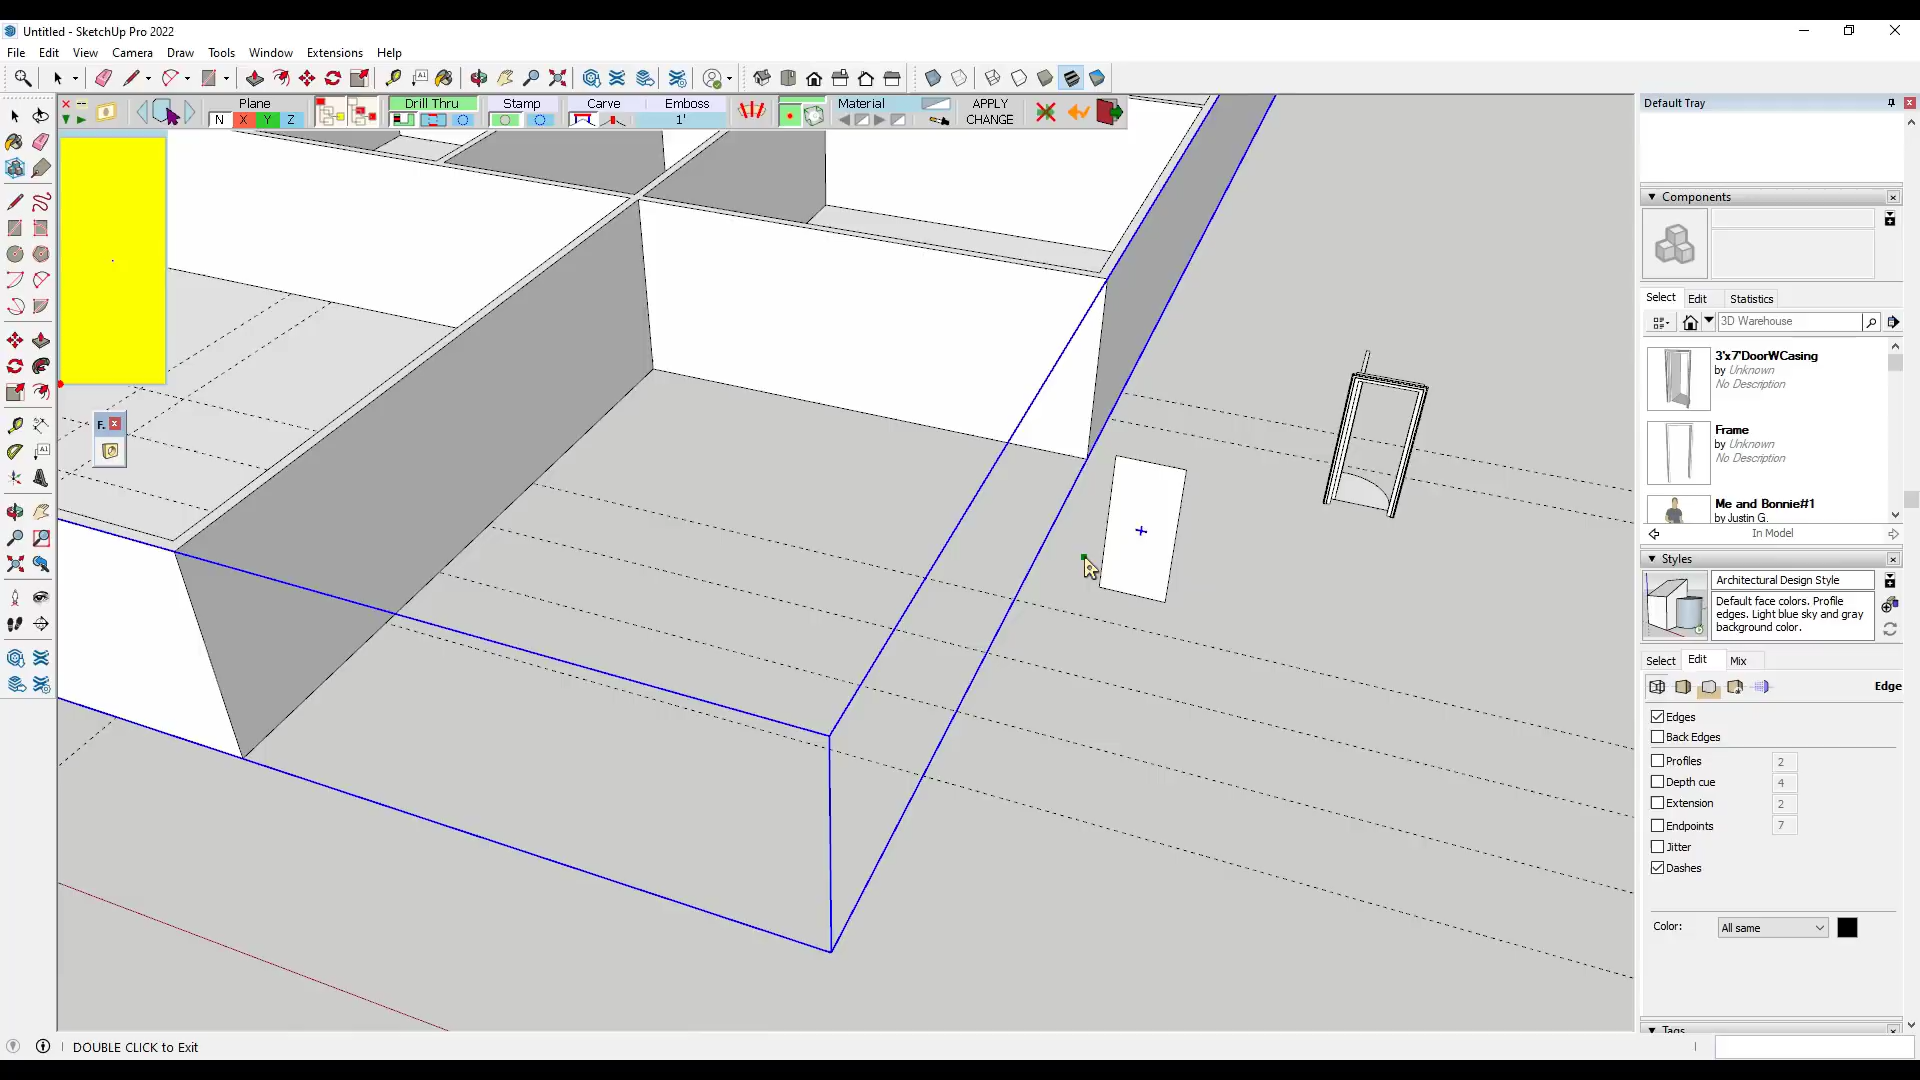 Untitled - SketchUp Pro 2022
File Edit View Camera Draw Tools Window Extensions Help
Plane Drill Thru Stamp Carve Emboss Material APPLY
N X Y Z 1' CHANGE
F.
Default Tray
Components
Select Edit Statistics
3D Warehouse
3'x7'DoorWCasing
by Unknown
No Description
Frame
by Unknown
No Description
Me and Bonnie#1
by Justin G.
In Model
Styles
Architectural Design Style
Default face colors. Profile
edges. Light blue sky and gray
background color.
Select Edit Mix
Edge
Edges
Back Edges
Profiles 2
Depth cue 4
Extension 2
Endpoints 7
Jitter
Dashes
Color: All same
Tags
DOUBLE CLICK to Exit